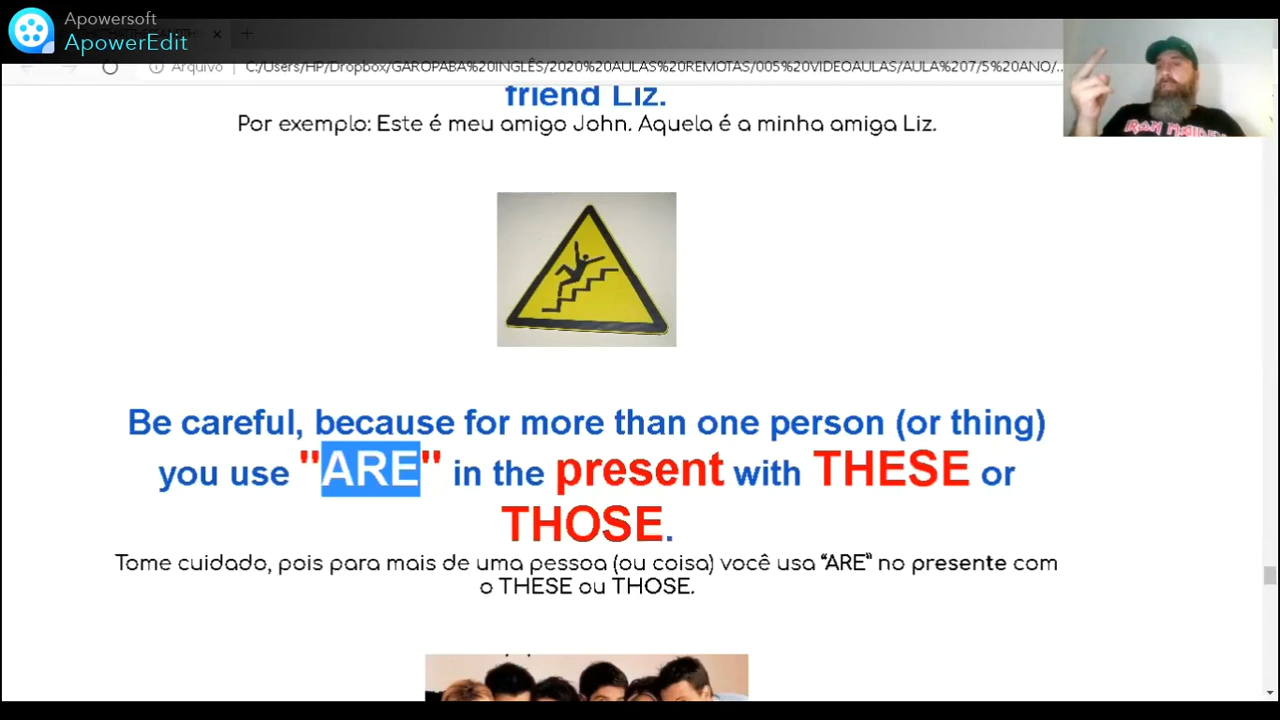 Apowersoft
ApowerEdit
Arquivo C:/Users/HP/Dropbox/GAROPABA%20INGLÊS/2020%20AULAS%20REMOTAS/005%20VIDEOAULAS/AULA%207/5%20ANO/...
friend Liz.
Por exemplo: Este é meu amigo John. Aquela é a minha amiga Liz.
IRON MAIDEN
Be careful, because for more than one person (or thing)
you use "ARE" in the present with THESE or
THOSE.
Tome cuidado, pois para mais de uma pessoa (ou coisa) você usa “ARE” no presente com
o THESE ou THOSE.